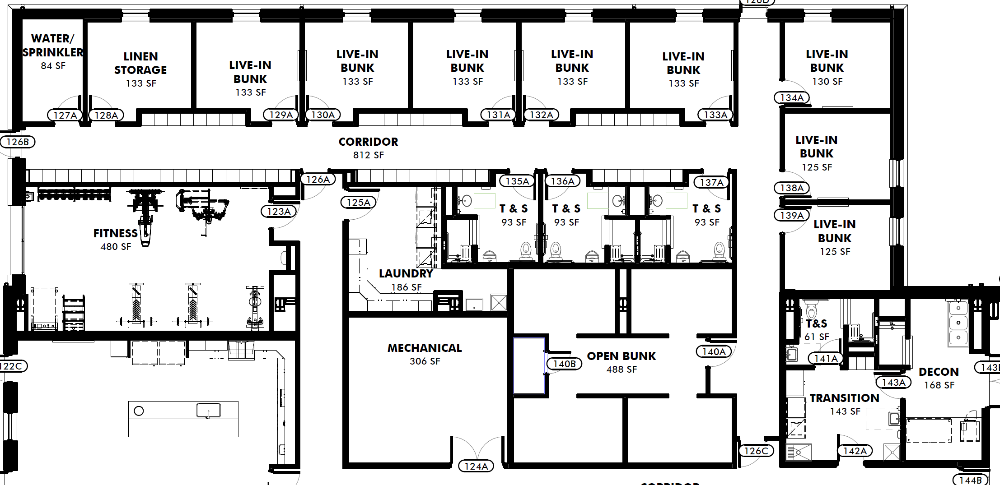 126D
WATER/
SPRINKLER
84 SF
LINEN
STORAGE
133 SF
LIVE-IN
BUNK
133 SF
LIVE-IN
BUNK
133 SF
LIVE-IN
BUNK
133 SF
LIVE-IN
BUNK
133 SF
LIVE-IN
BUNK
133 SF
LIVE-IN
BUNK
130 SF
134A
127A
128A
129A
130A
131A
132A
133A
126B
CORRIDOR
812 SF
LIVE-IN
BUNK
125 SF
126A
135A
136A
137A
138A
125A
123A
T & S
93 SF
T & S
93 SF
T & S
93 SF
139A
LIVE-IN
BUNK
125 SF
FITNESS
480 SF
LAUNDRY
186 SF
T&S
61 SF
MECHANICAL
306 SF
OPEN BUNK
488 SF
140A
140B
141A
122C
DECON
168 SF
143A
TRANSITION
143 SF
142A
126C
124A
144B
CORRIDOR